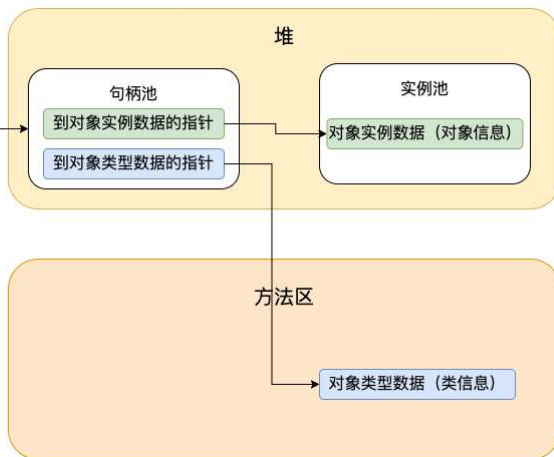 堆
句柄池
到对象实例数据的指针
到对象类型数据的指针
实例池
对象实例数据（对象信息）
方法区
对象类型数据（类信息）